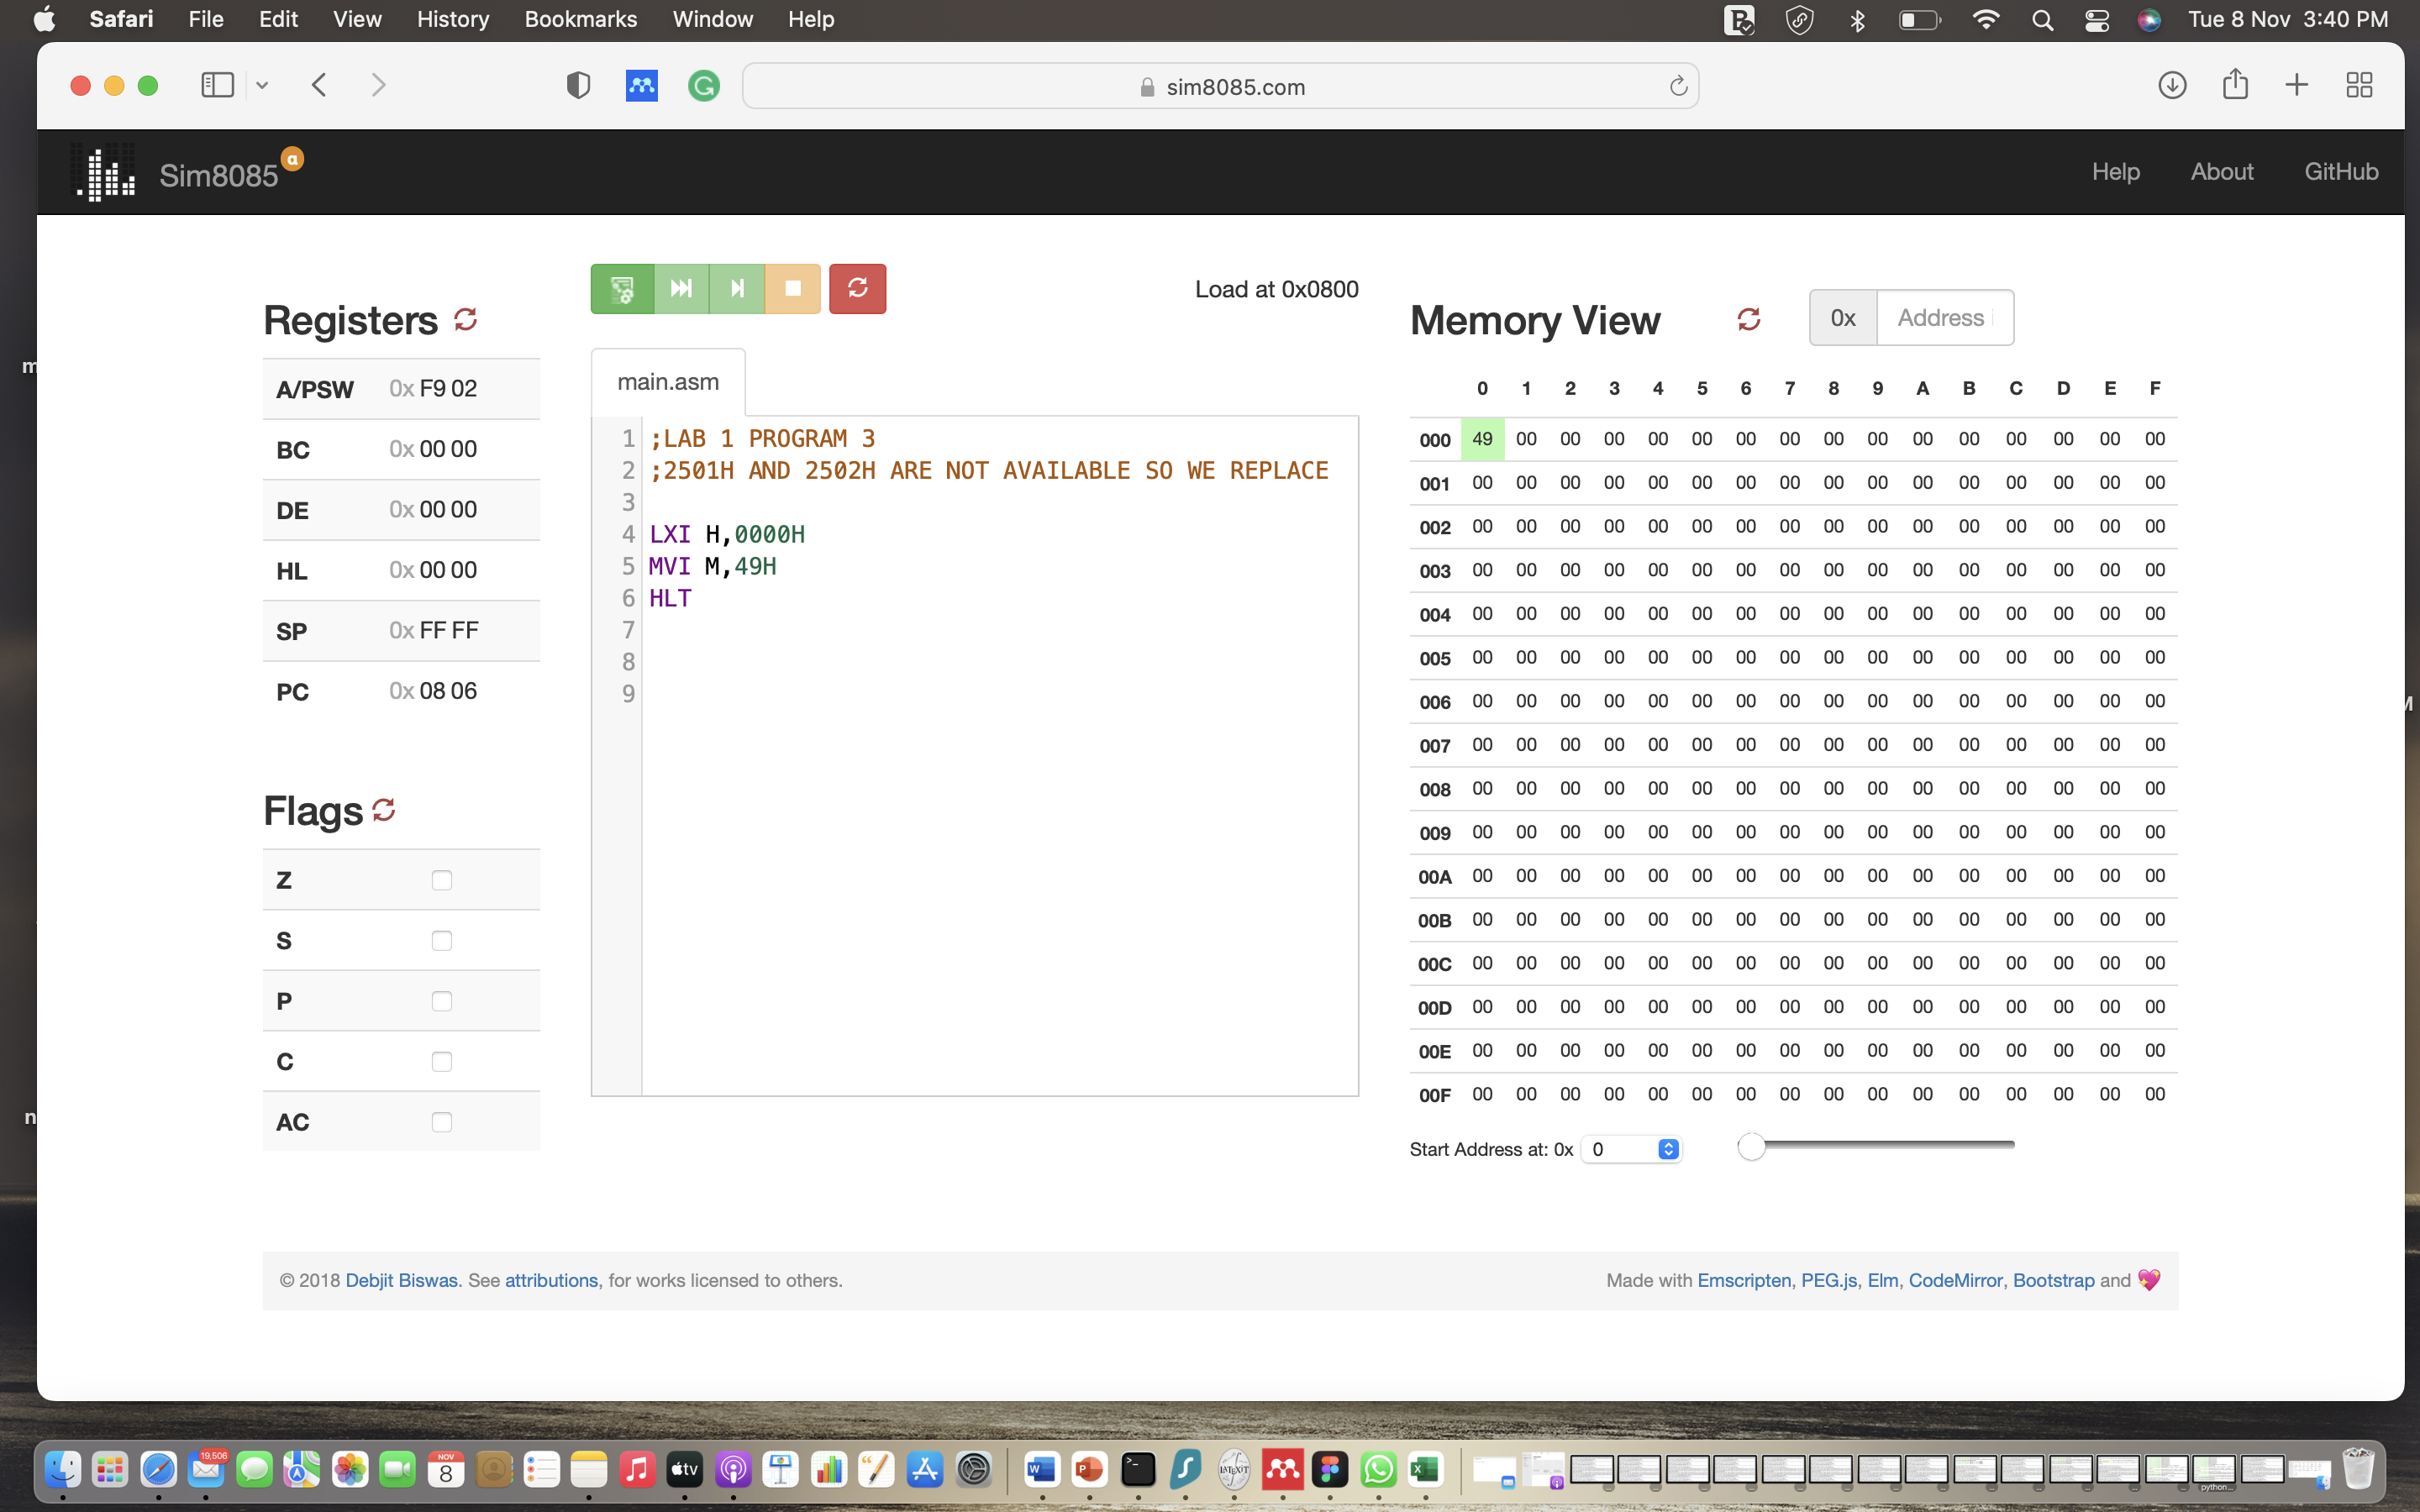 Safari File Edit View History Bookmarks Window Help Tue 8 Nov 3:40 PM
sim8085.com
Sim8085 α Help About GitHub
Load at 0x0800
Registers
A/PSW 0x F9 02
BC 0x 00 00
DE 0x 00 00
HL 0x 00 00
SP 0x FF FF
PC 0x 08 06
Flags
Z
S
P
C
AC
main.asm
1 ;LAB 1 PROGRAM 3
2 ;2501H AND 2502H ARE NOT AVAILABLE SO WE REPLACE
3
4 LXI H,0000H
5 MVI M,49H
6 HLT
7
8
9
Memory View 0x Address
0 1 2 3 4 5 6 7 8 9 A B C D E F
000 49 00 00 00 00 00 00 00 00 00 00 00 00 00 00 00
001 00 00 00 00 00 00 00 00 00 00 00 00 00 00 00 00
002 00 00 00 00 00 00 00 00 00 00 00 00 00 00 00 00
003 00 00 00 00 00 00 00 00 00 00 00 00 00 00 00 00
004 00 00 00 00 00 00 00 00 00 00 00 00 00 00 00 00
005 00 00 00 00 00 00 00 00 00 00 00 00 00 00 00 00
006 00 00 00 00 00 00 00 00 00 00 00 00 00 00 00 00
007 00 00 00 00 00 00 00 00 00 00 00 00 00 00 00 00
008 00 00 00 00 00 00 00 00 00 00 00 00 00 00 00 00
009 00 00 00 00 00 00 00 00 00 00 00 00 00 00 00 00
00A 00 00 00 00 00 00 00 00 00 00 00 00 00 00 00 00
00B 00 00 00 00 00 00 00 00 00 00 00 00 00 00 00 00
00C 00 00 00 00 00 00 00 00 00 00 00 00 00 00 00 00
00D 00 00 00 00 00 00 00 00 00 00 00 00 00 00 00 00
00E 00 00 00 00 00 00 00 00 00 00 00 00 00 00 00 00
00F 00 00 00 00 00 00 00 00 00 00 00 00 00 00 00 00
Start Address at: 0x 0
© 2018 Debjit Biswas. See attributions, for works licensed to others.
Made with Emscripten, PEG.js, Elm, CodeMirror, Bootstrap and
19,506
NOV
8
tv
W
P
LATEXIT
X
python...